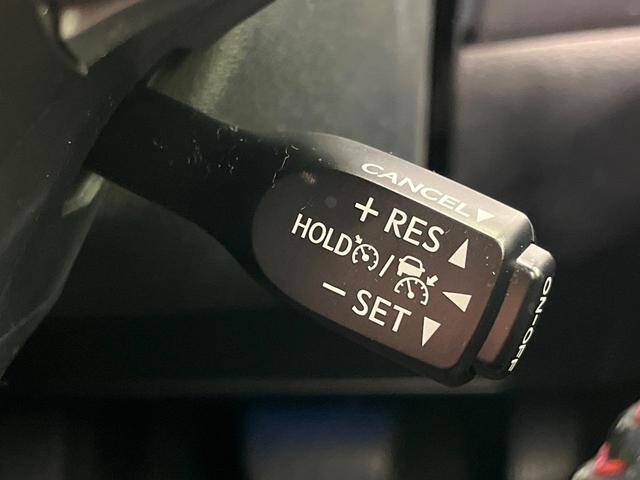 CANCEL▼
+ RES ▲
HOLD / ◀
− SET ▼
ON-OFF